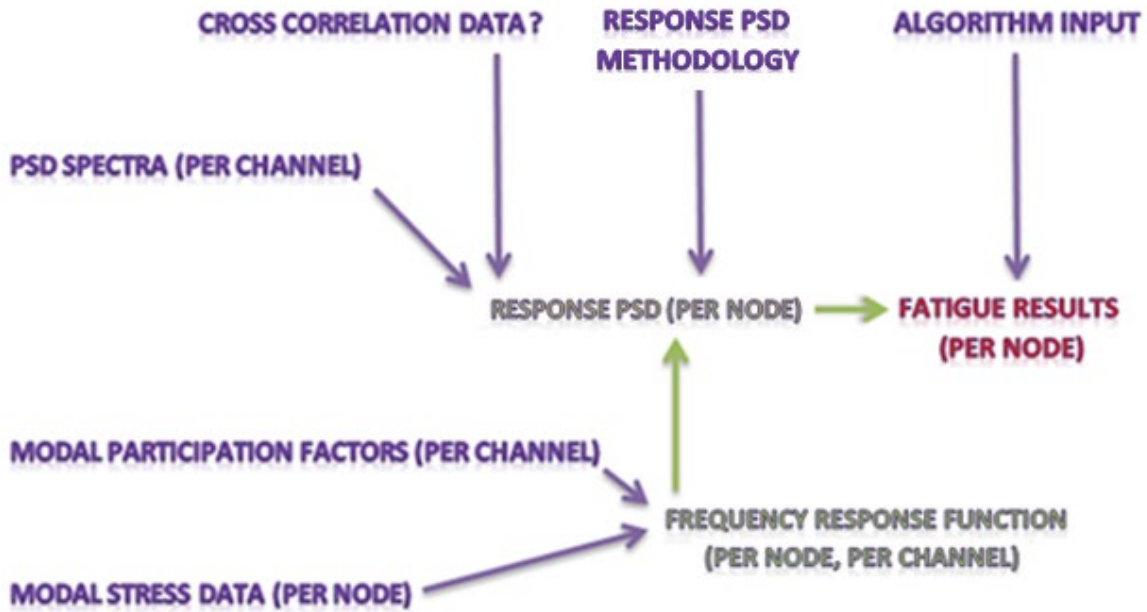 CROSS CORRELATION DATA ?
RESPONSE PSD
METHODOLOGY
ALGORITHM INPUT
PSD SPECTRA (PER CHANNEL)
RESPONSE PSD (PER NODE)
FATIGUE RESULTS
(PER NODE)
MODAL PARTICIPATION FACTORS (PER CHANNEL)
FREQUENCY RESPONSE FUNCTION
(PER NODE, PER CHANNEL)
MODAL STRESS DATA (PER NODE)